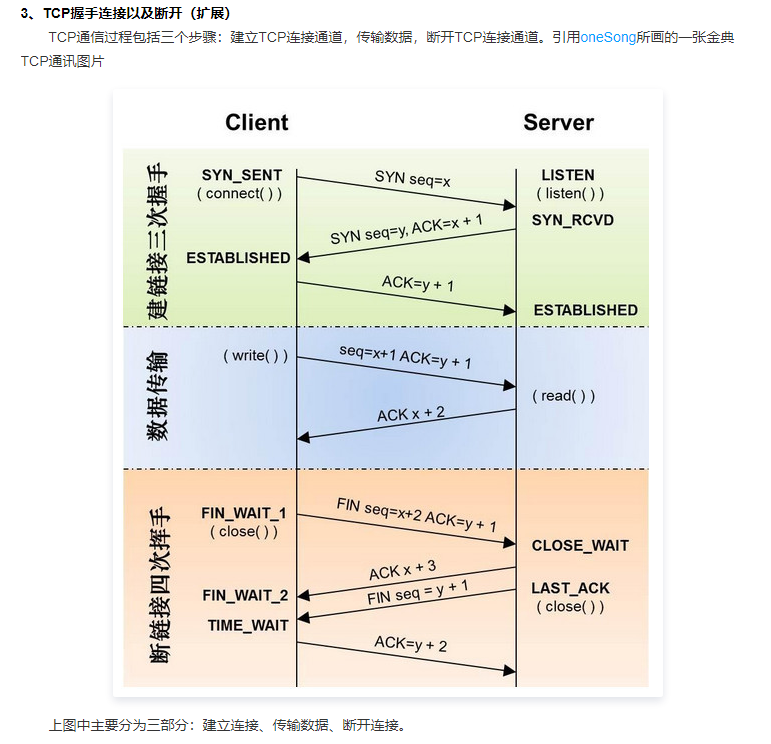 3、TCP握手连接以及断开（扩展）
TCP通信过程包括三个步骤：建立TCP连接通道，传输数据，断开TCP连接通道。引用oneSong所画的一张金典
TCP通讯图片
Client
Server
建链接三次握手
SYN_SENT
( connect( ) )
SYN seq=x
LISTEN
( listen( ) )
SYN_RCVD
SYN seq=y, ACK=x + 1
ESTABLISHED
ACK=y + 1
ESTABLISHED
数据传输
( write( ) )
seq=x+1 ACK=y + 1
( read( ) )
ACK x + 2
断链接四次挥手
FIN_WAIT_1
( close( ) )
FIN seq=x+2 ACK=y + 1
CLOSE_WAIT
ACK x + 3
FIN_WAIT_2
FIN seq = y + 1
LAST_ACK
( close( ) )
TIME_WAIT
ACK=y + 2
上图中主要分为三部分：建立连接、传输数据、断开连接。